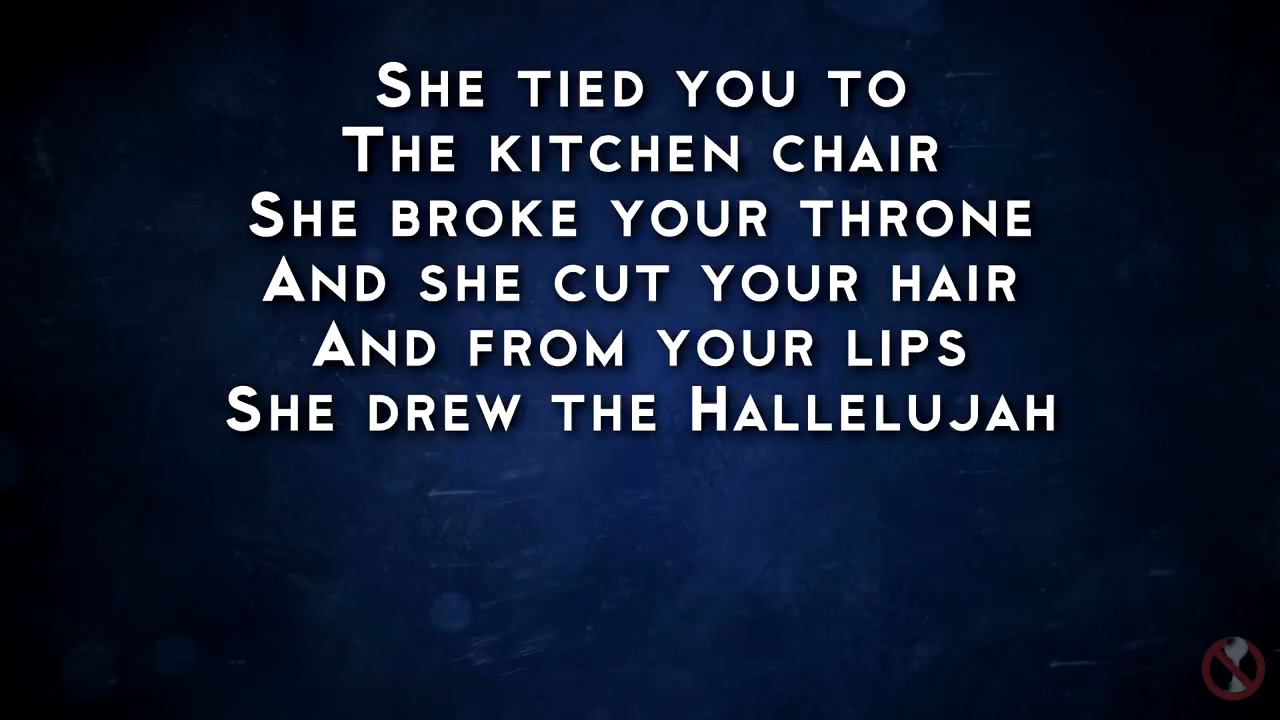 She tied you to
The kitchen chair
She broke your throne
And she cut your hair
And from your lips
She drew the Hallelujah